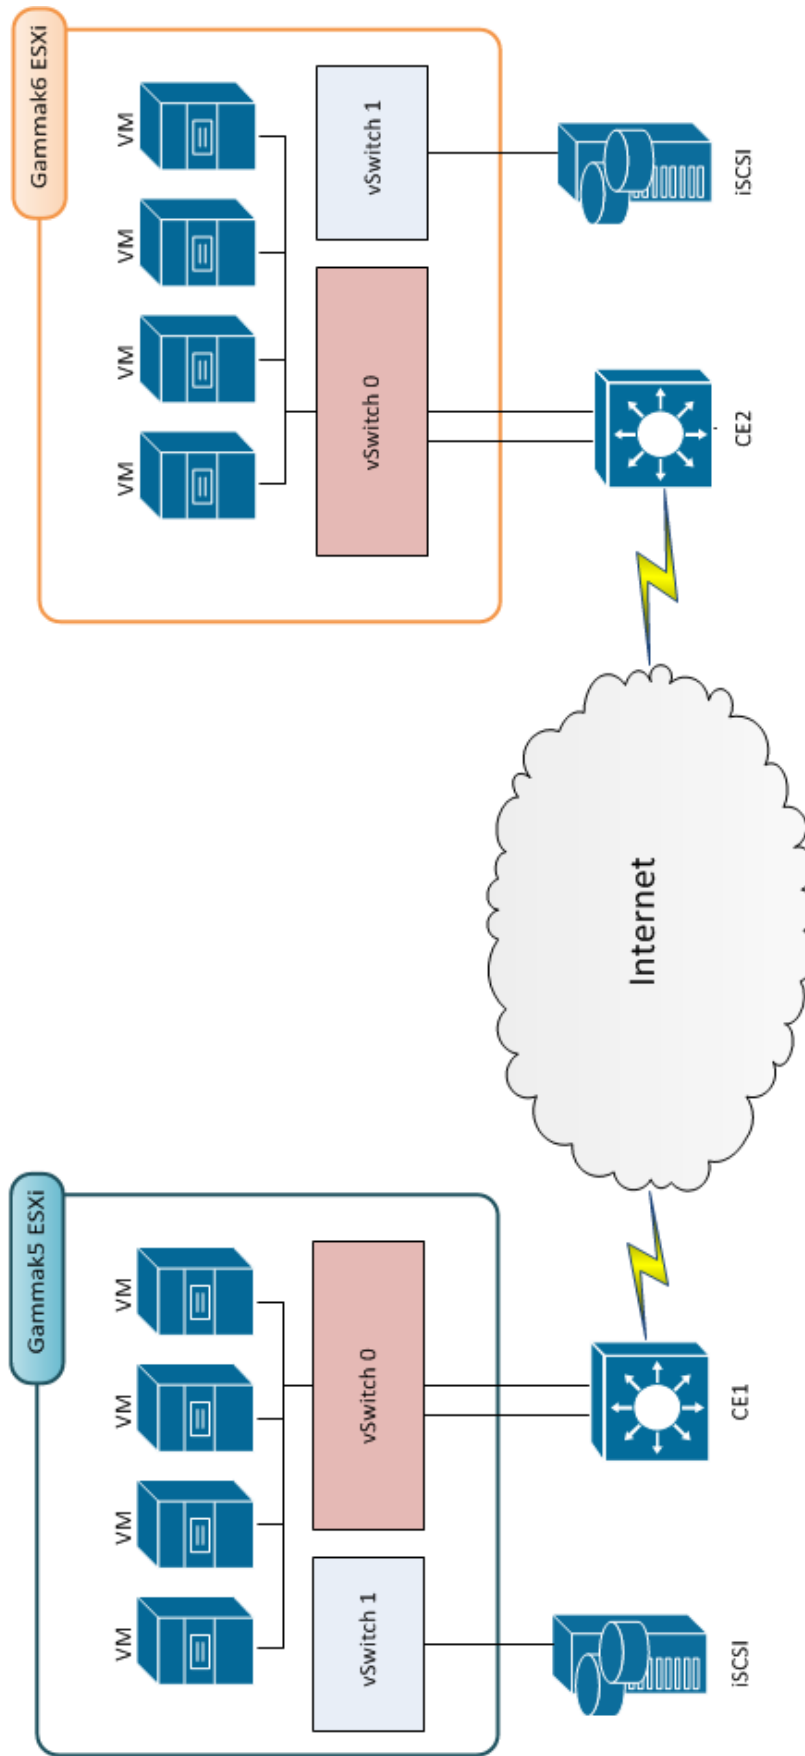 Gammak5 ESXi
Gammak6 ESXi
VM
VM
VM
VM
VM
VM
VM
VM
vSwitch 1
vSwitch 0
vSwitch 0
vSwitch 1
Internet
iSCSI
CE1
CE2
iSCSI